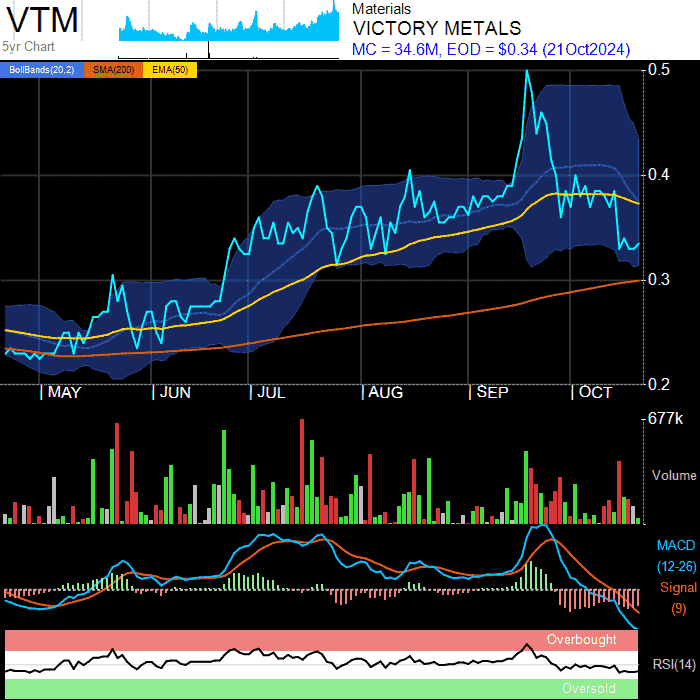 VTM
5yr Chart
Materials
VICTORY METALS
MC = 34.6M, EOD = $0.34 (21Oct2024)
BollBands(20,2) SMA(200) EMA(50)
0.5
0.4
0.3
0.2
MAY JUN JUL AUG SEP OCT
677k
Volume
MACD
(12-26)
Signal
(9)
Overbought
RSI(14)
Oversold